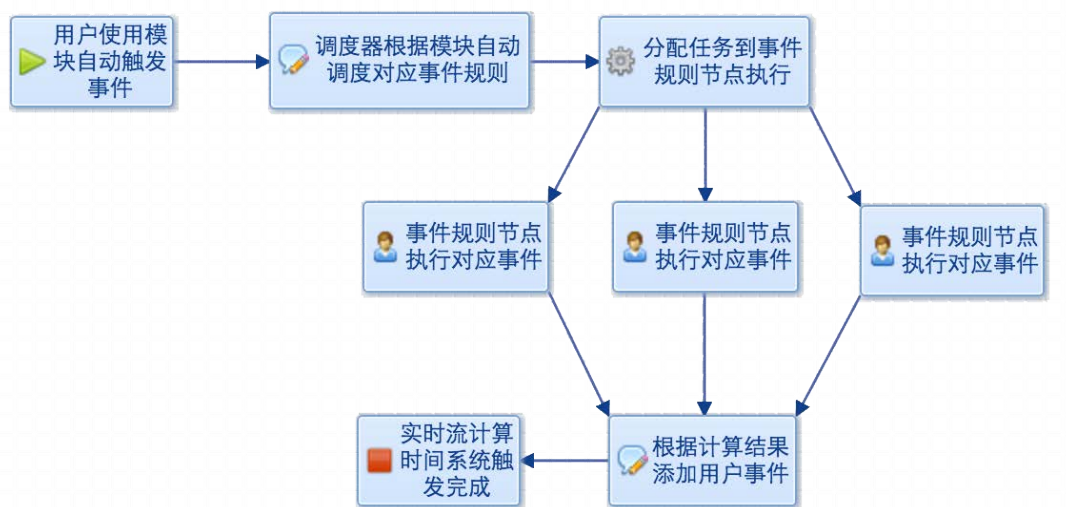 用户使用模
块自动触发
事件
调度器根据模块自动
调度对应事件规则
分配任务到事件
规则节点执行
事件规则节点
执行对应事件
事件规则节点
执行对应事件
事件规则节点
执行对应事件
实时流计算
时间系统触
发完成
根据计算结果
添加用户事件